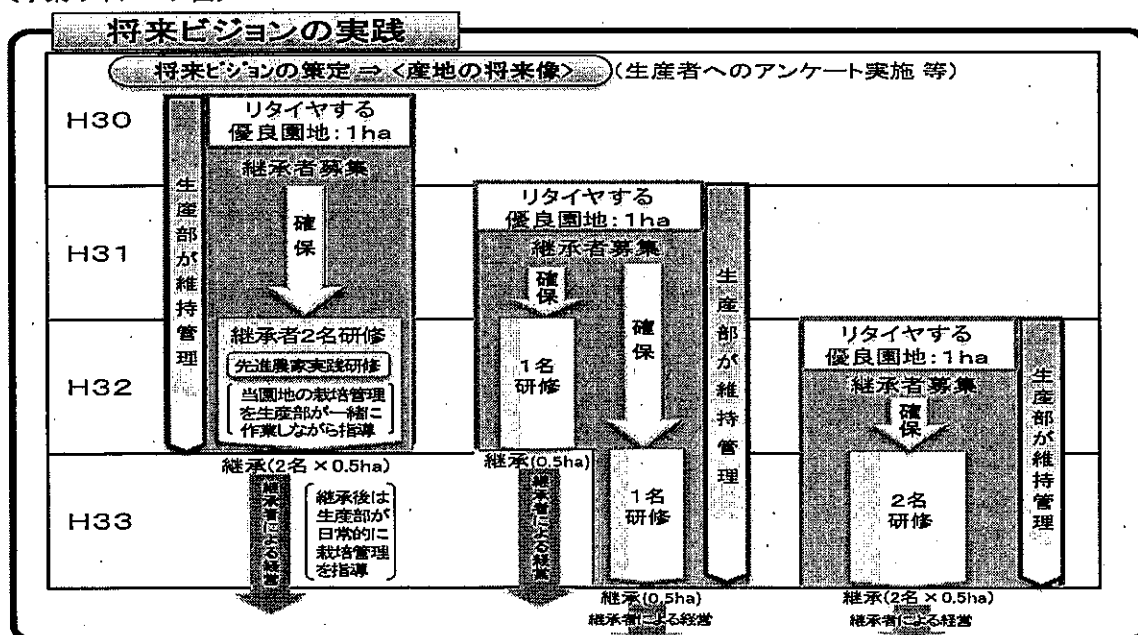 将来ビジョンの実践
将来ビジョンの策定 ⇒ <産地の将来像>
(生産者へのアンケート実施 等)
H30
H31
H32
H33
生産部が維持管理
リタイヤする
優良園地:1ha
継承者募集
確保
継承者2名研修
先進農家実践研修
当園地の栽培管理
を生産部が一緒に
作業しながら指導
継承(2名×0.5ha)
継承者による経営
継承後は
生産部が
日常的に
栽培管理
を指導
リタイヤする
優良園地:1ha
継承者募集
確保
1名
研修
継承(0.5ha)
継承者による経営
確保
1名
研修
継承(0.5ha)
継承者による経営
生産部が維持管理
リタイヤする
優良園地:1ha
継承者募集
確保
2名
研修
継承(2名×0.5ha)
継承者による経営
生産部が維持管理